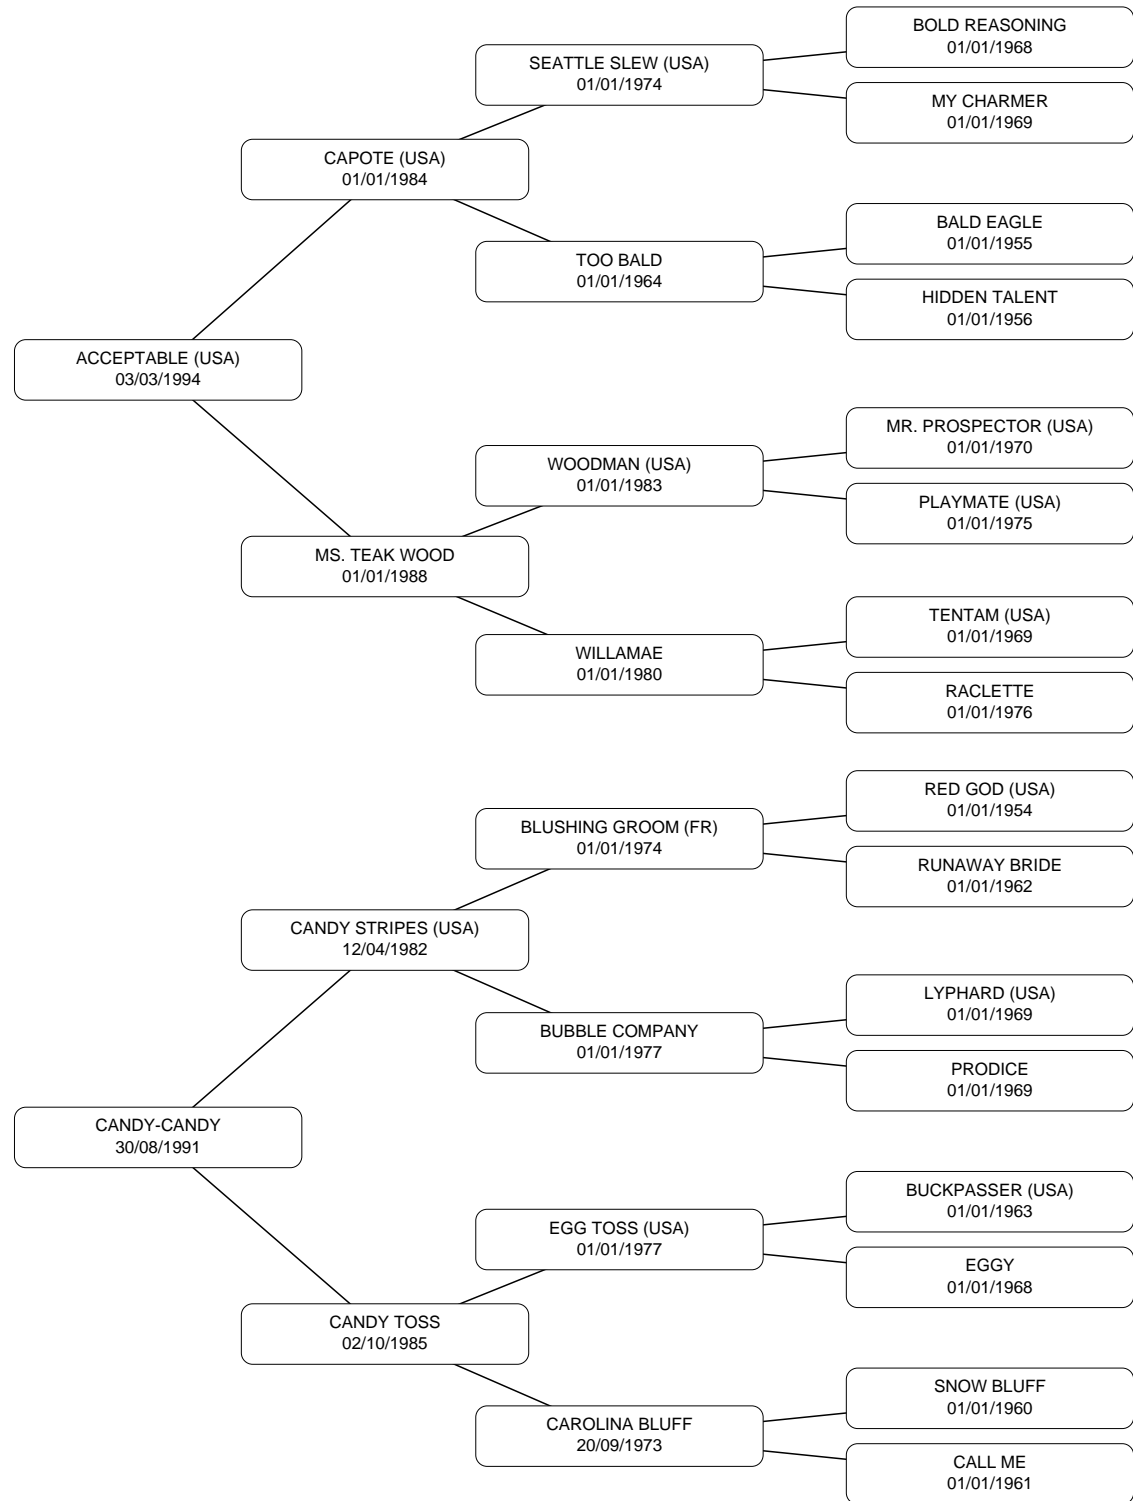 BOLD REASONING
01/01/1968
SEATTLE SLEW (USA)
01/01/1974
MY CHARMER
01/01/1969
CAPOTE (USA)
01/01/1984
BALD EAGLE
01/01/1955
TOO BALD
01/01/1964
HIDDEN TALENT
01/01/1956
ACCEPTABLE (USA)
03/03/1994
MR. PROSPECTOR (USA)
01/01/1970
WOODMAN (USA)
01/01/1983
PLAYMATE (USA)
01/01/1975
MS. TEAK WOOD
01/01/1988
TENTAM (USA)
01/01/1969
WILLAMAE
01/01/1980
RACLETTE
01/01/1976
RED GOD (USA)
01/01/1954
BLUSHING GROOM (FR)
01/01/1974
RUNAWAY BRIDE
01/01/1962
CANDY STRIPES (USA)
12/04/1982
LYPHARD (USA)
01/01/1969
BUBBLE COMPANY
01/01/1977
PRODICE
01/01/1969
CANDY-CANDY
30/08/1991
BUCKPASSER (USA)
01/01/1963
EGG TOSS (USA)
01/01/1977
EGGY
01/01/1968
CANDY TOSS
02/10/1985
SNOW BLUFF
01/01/1960
CAROLINA BLUFF
20/09/1973
CALL ME
01/01/1961